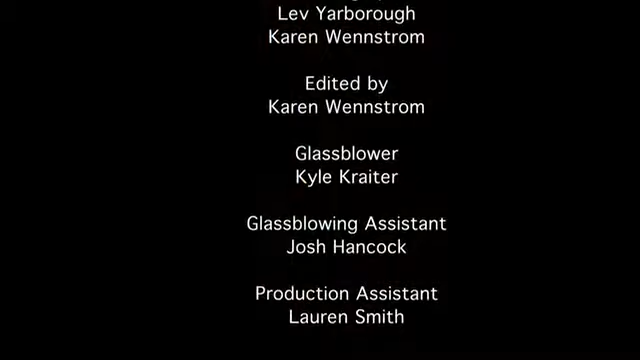 Lev Yarborough
Karen Wennstrom
Edited by
Karen Wennstrom
Glassblower
Kyle Kraiter
Glassblowing Assistant
Josh Hancock
Production Assistant
Lauren Smith